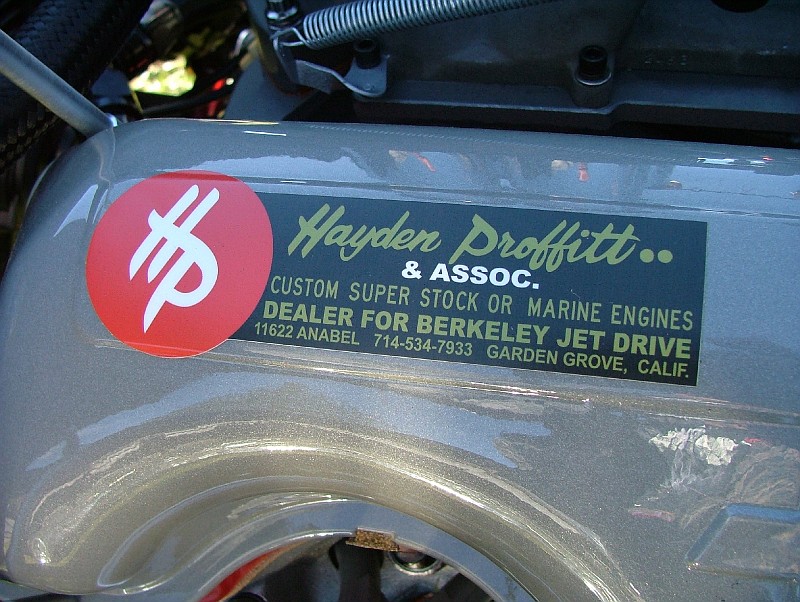 HP
Hayden Proffitt..
& ASSOC.
CUSTOM SUPER STOCK OR MARINE ENGINES
DEALER FOR BERKELEY JET DRIVE
11622 ANABEL 714-534-7933 GARDEN GROVE, CALIF.